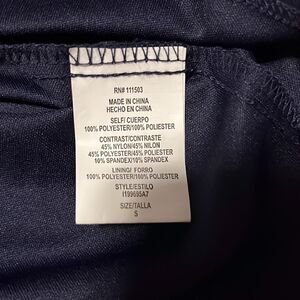 RN# 111503
MADE IN CHINA
HECHO EN CHINA
SELF/ CUERPO
100% POLYESTER/100% POLIESTER
CONTRAST/CONTRASTE
45% NYLON/45% NILON
45% POLYESTER/45% POLIESTER
10% SPANDEX/10% SPANDEX
LINING/ FORRO
100% POLYESTER/100% POLIESTER
STYLE/ESTILO
I199695A7
SIZE/TALLA
S